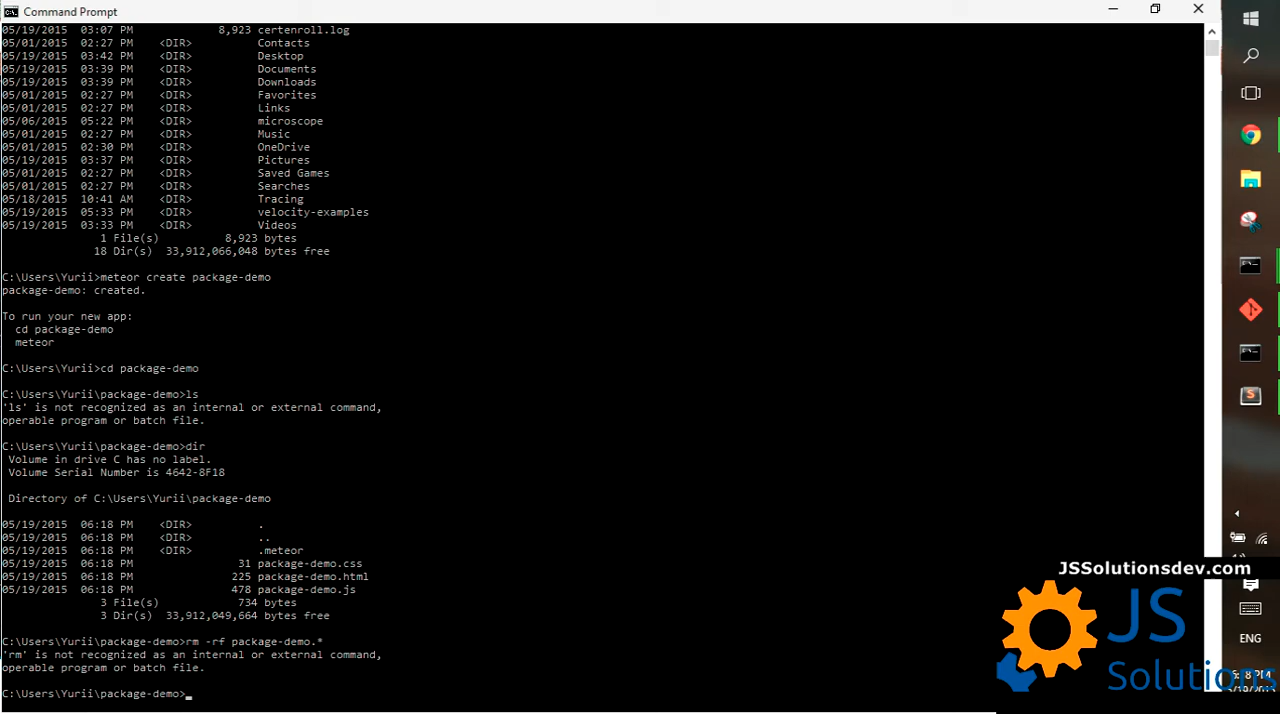 Command Prompt
05/19/2015 03:07 PM 8,923 certenroll.log
05/01/2015 02:27 PM <DIR> Contacts
05/19/2015 03:42 PM <DIR> Desktop
05/19/2015 03:39 PM <DIR> Documents
05/19/2015 03:39 PM <DIR> Downloads
05/01/2015 02:27 PM <DIR> Favorites
05/01/2015 02:27 PM <DIR> Links
05/06/2015 05:22 PM <DIR> microscope
05/01/2015 02:27 PM <DIR> Music
05/01/2015 02:30 PM <DIR> OneDrive
05/19/2015 03:37 PM <DIR> Pictures
05/01/2015 02:27 PM <DIR> Saved Games
05/01/2015 02:27 PM <DIR> Searches
05/18/2015 10:41 AM <DIR> Tracing
05/19/2015 05:33 PM <DIR> velocity-examples
05/19/2015 03:33 PM <DIR> Videos
1 File(s) 8,923 bytes
18 Dir(s) 33,912,066,048 bytes free
C:\Users\Yurii>meteor create package-demo
package-demo: created.
To run your new app:
cd package-demo
meteor
C:\Users\Yurii>cd package-demo
C:\Users\Yurii\package-demo>ls
'ls' is not recognized as an internal or external command,
operable program or batch file.
C:\Users\Yurii\package-demo>dir
Volume in drive C has no label.
Volume Serial Number is 4642-8F18
Directory of C:\Users\Yurii\package-demo
05/19/2015 06:18 PM <DIR> .
05/19/2015 06:18 PM <DIR> ..
05/19/2015 06:18 PM <DIR> .meteor
05/19/2015 06:18 PM 31 package-demo.css
05/19/2015 06:18 PM 225 package-demo.html
05/19/2015 06:18 PM 478 package-demo.js
3 File(s) 734 bytes
3 Dir(s) 33,912,049,664 bytes free
C:\Users\Yurii\package-demo>rm -rf package-demo.*
'rm' is not recognized as an internal or external command,
operable program or batch file.
C:\Users\Yurii\package-demo>_
JSSolutionsdev.com
JS
Solutions
ENG